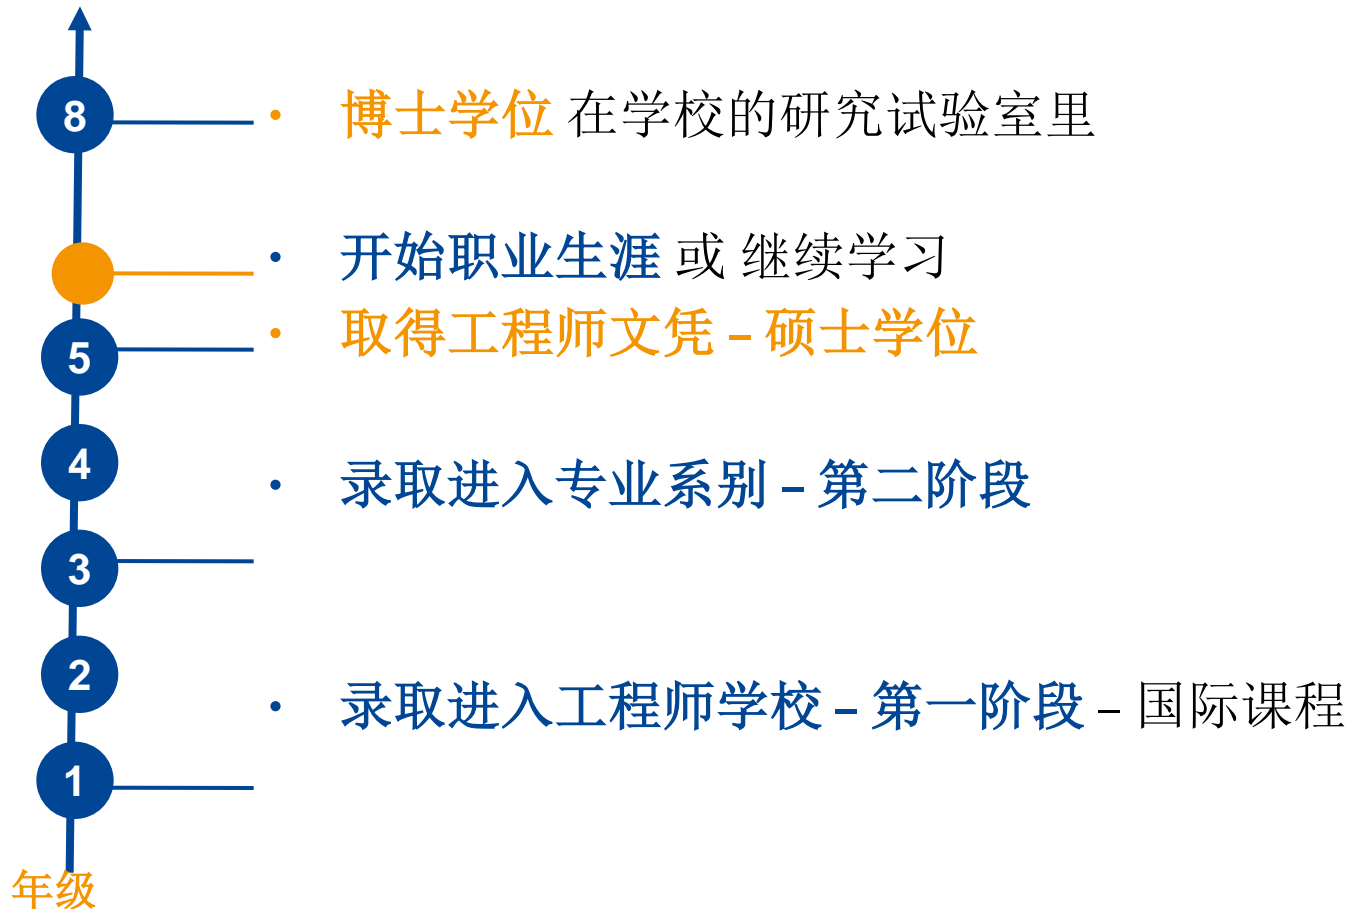 8
• 博士学位 在学校的研究试验室里
• 开始职业生涯 或 继续学习
• 取得工程师文凭 – 硕士学位
5
4
• 录取进入专业系别 – 第二阶段
3
2
• 录取进入工程师学校 – 第一阶段 – 国际课程
1
年级